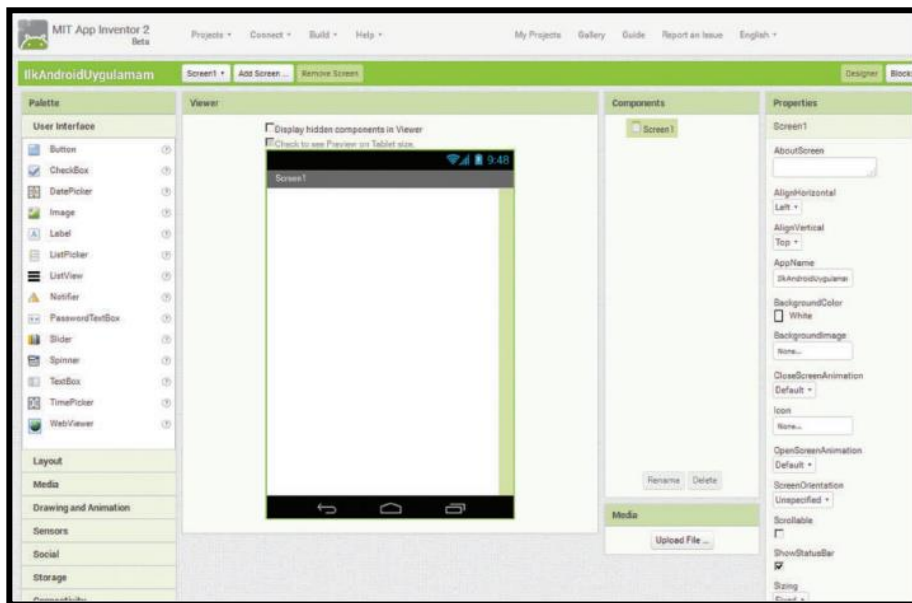 MIT App Inventor 2
Beta
Projects Connect Build Help My Projects Gallery Guide Report an Issue English
IlkAndroidUygulamam Screen1 Add Screen ... Remove Screen Designer Blocks
Palette
User Interface
Button
CheckBox
DatePicker
Image
Label
ListPicker
ListView
Notifier
PasswordTextBox
Slider
Spinner
TextBox
TimePicker
WebViewer
Layout
Media
Drawing and Animation
Sensors
Social
Storage
Connectivity
Viewer
Display hidden components in Viewer
Check to see Preview on Tablet size.
9:48
Screen1
Components
Screen1
Rename Delete
Media
Upload File ...
Properties
Screen1
AboutScreen
AlignHorizontal
Left
AlignVertical
Top
AppName
IlkAndroidUygulamam
BackgroundColor
White
BackgroundImage
None...
CloseScreenAnimation
Default
Icon
None...
OpenScreenAnimation
Default
ScreenOrientation
Unspecified
Scrollable
ShowStatusBar
Sizing
Fixed